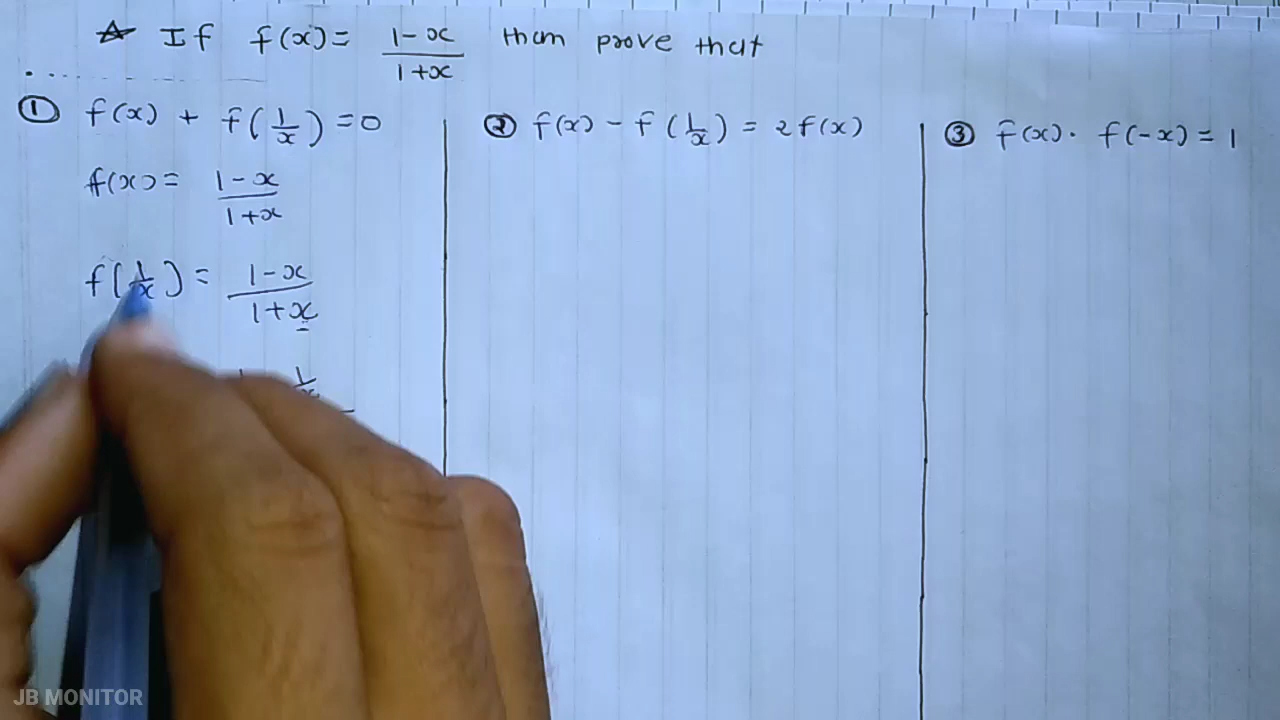 ☆ If f(x) = (1-x)/(1+x) then prove that
① f(x) + f(1/x) = 0
f(x) = (1-x)/(1+x)
f(1/x) = (1-x)/(1+x)
1/x
② f(x) - f(1/x) = 2f(x)
③ f(x) . f(-x) = 1
JB MONITOR